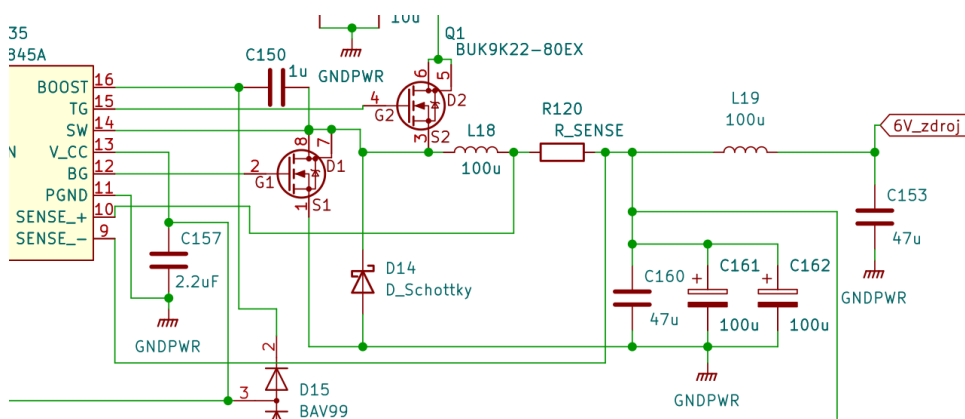 10u
35
845A
Q1
BUK9K22-80EX
C150
1u
GNDPWR
6
5
BOOST
16
TG
15
4
G2
D2
S2
3
SW
14
8
7
V_CC
13
N
BG
12
2
G1
D1
S1
1
PGND
11
SENSE_+
10
SENSE_-
9
L18
100u
R120
R_SENSE
L19
100u
6V_zdroj
C153
47u
GNDPWR
C157
2.2uF
GNDPWR
D14
D_Schottky
C160
47u
+
C161
100u
+
C162
100u
GNDPWR
2
3
D15
BAV99